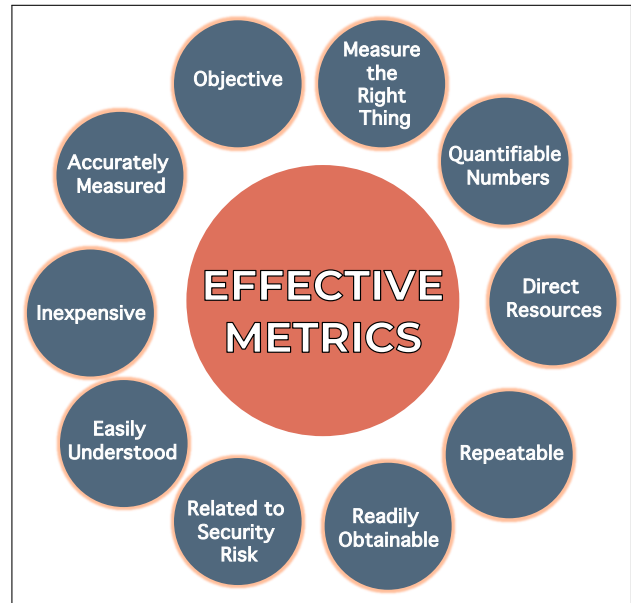 EFFECTIVE
METRICS
Measure
the
Right
Thing
Quantifiable
Numbers
Direct
Resources
Repeatable
Readily
Obtainable
Related to
Security
Risk
Easily
Understood
Inexpensive
Accurately
Measured
Objective